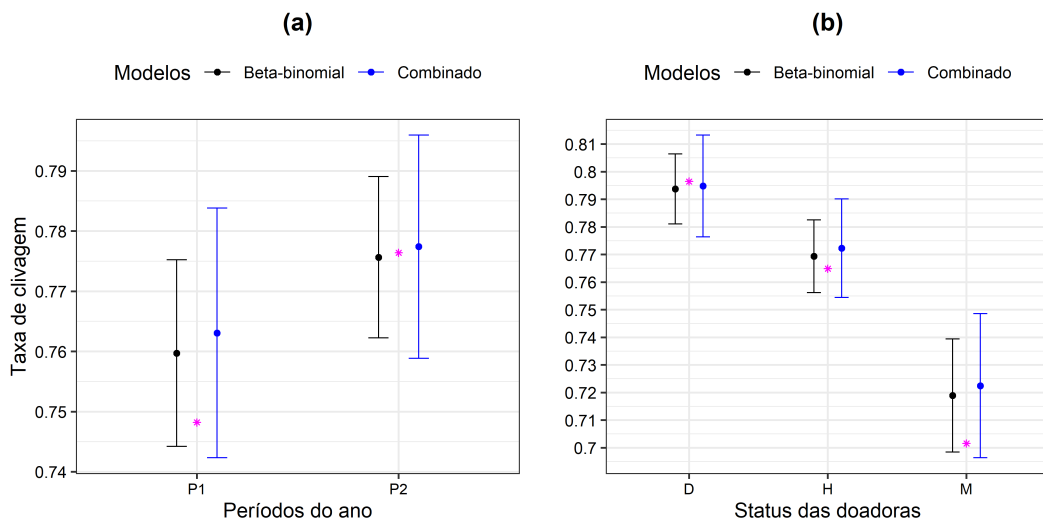 (a)
Modelos Beta-binomial Combinado
Taxa de clivagem
0.79
0.78
0.77
0.76
0.75
0.74
P1 P2
Períodos do ano
(b)
Modelos Beta-binomial Combinado
0.81
0.8
0.79
0.78
0.77
0.76
0.75
0.74
0.73
0.72
0.71
0.7
D H M
Status das doadoras